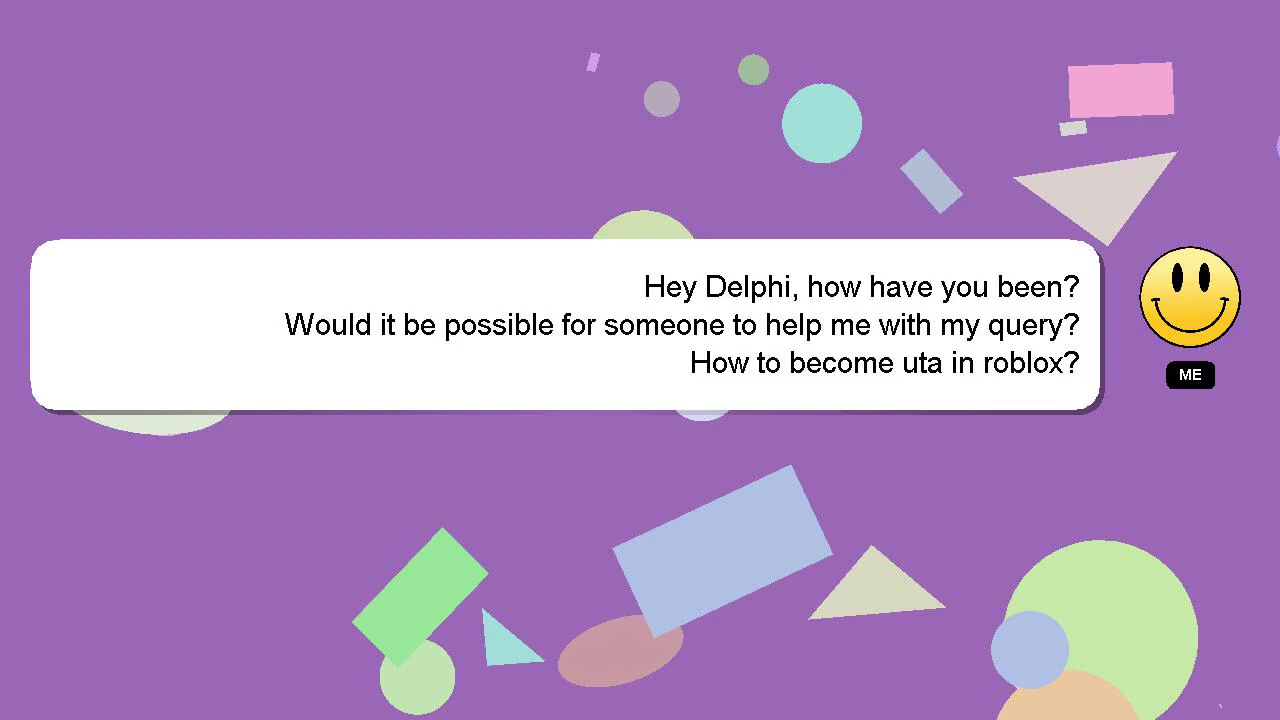 Hey Delphi, how have you been?
Would it be possible for someone to help me with my query?
How to become uta in roblox?
ME